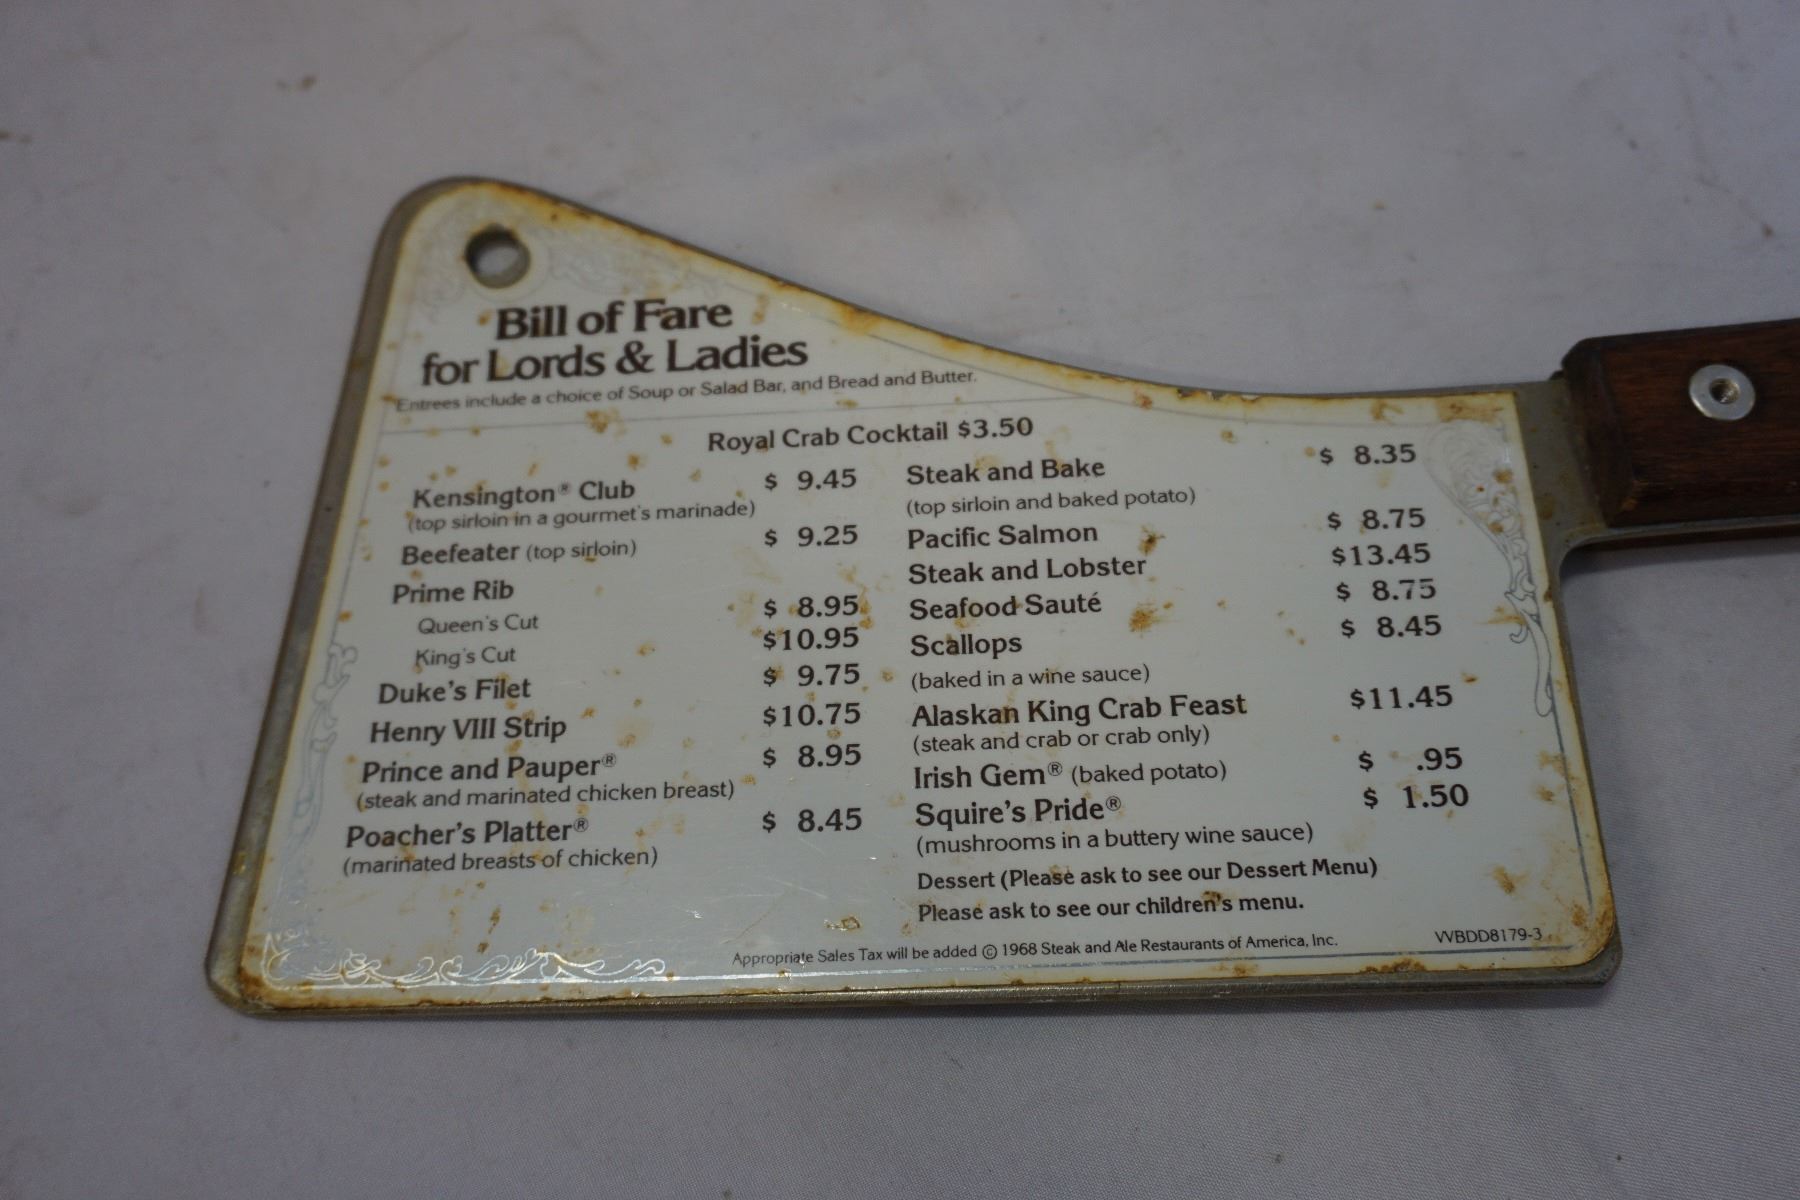 Bill of Fare
for Lords & Ladies
Entrees include a choice of Soup or Salad Bar, and Bread and Butter.
Royal Crab Cocktail $3.50
Kensington® Club $ 9.45
(top sirloin in a gourmet's marinade)
Beefeater (top sirloin) $ 9.25
Prime Rib
Queen's Cut $ 8.95
King's Cut $10.95
Duke's Filet $ 9.75
Henry VIII Strip $10.75
Prince and Pauper® $ 8.95
(steak and marinated chicken breast)
Poacher's Platter® $ 8.45
(marinated breasts of chicken)
Steak and Bake $ 8.35
(top sirloin and baked potato)
Pacific Salmon $ 8.75
Steak and Lobster $13.45
Seafood Sauté $ 8.75
Scallops $ 8.45
(baked in a wine sauce)
Alaskan King Crab Feast $11.45
(steak and crab or crab only)
Irish Gem® (baked potato) $ .95
Squire's Pride® $ 1.50
(mushrooms in a buttery wine sauce)
Dessert (Please ask to see our Dessert Menu)
Please ask to see our children's menu.
Appropriate Sales Tax will be added © 1968 Steak and Ale Restaurants of America, Inc. VVBDD8179-3